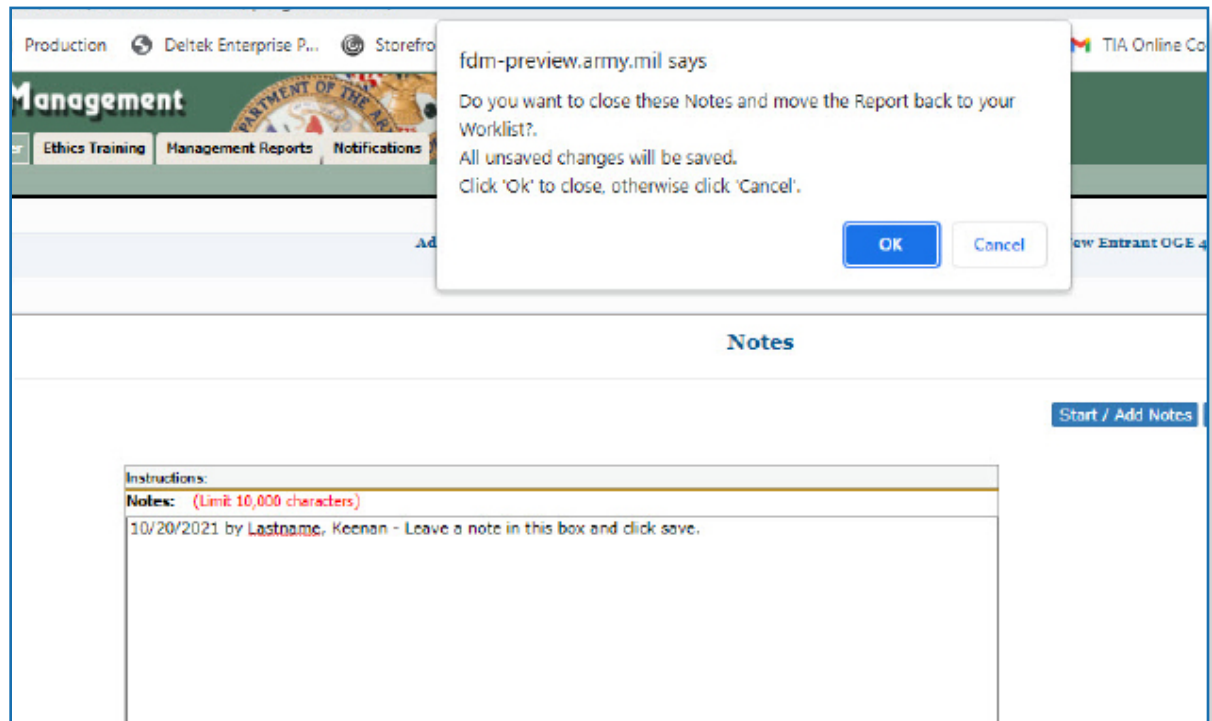 Production Deltek Enterprise P... Storefro
TIA Online Co
fdm-preview.army.mil says
Do you want to close these Notes and move the Report back to your
Worklist?.
All unsaved changes will be saved.
Click 'Ok' to close, otherwise click 'Cancel'.
OK Cancel
Management
Ethics Training Management Reports Notifications
Entrant OGE
Notes
Start / Add Notes
Instructions:
Notes: (Limit 10,000 characters)
10/20/2021 by Lastname, Keenan - Leave a note in this box and click save.